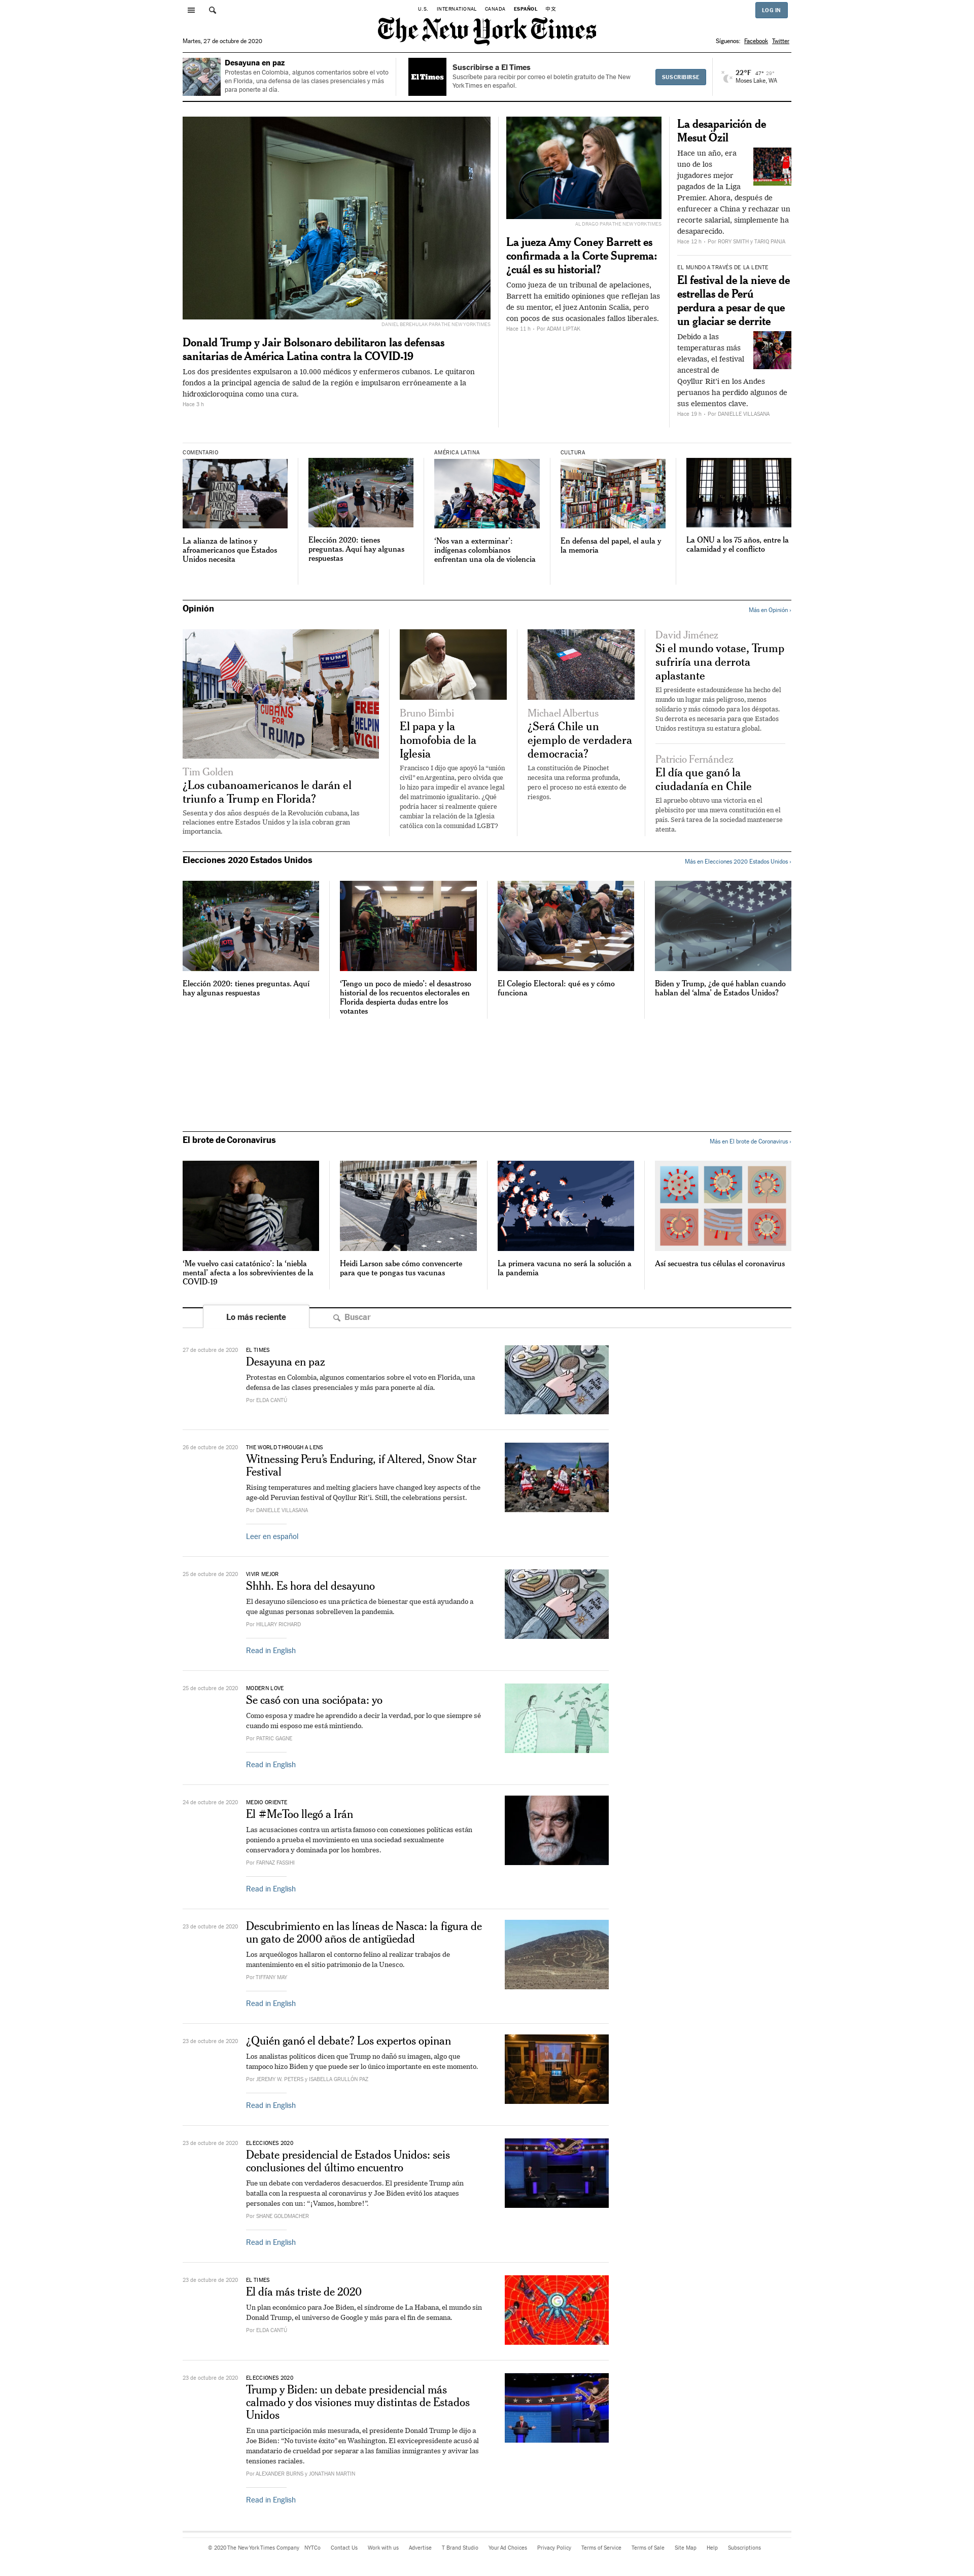 U.S. INTERNATIONAL CANADA ESPAÑOL 中文
LOG IN
The New York Times
Martes, 27 de octubre de 2020
Síguenos: Facebook Twitter
Desayuna en paz
Protestas en Colombia, algunos comentarios sobre el voto
en Florida, una defensa de las clases presenciales y más
para ponerte al día.
El Times
Suscribirse a El Times
Suscríbete para recibir por correo el boletín gratuito de The New
York Times en español.
SUSCRIBIRSE
22°F 47° 29°
Moses Lake, WA
DANIEL BEREHULAK PARA THE NEW YORK TIMES
Donald Trump y Jair Bolsonaro debilitaron las defensas
sanitarias de América Latina contra la COVID-19
Los dos presidentes expulsaron a 10.000 médicos y enfermeros cubanos. Le quitaron
fondos a la principal agencia de salud de la región e impulsaron erróneamente a la
hidroxicloroquina como una cura.
Hace 3 h
AL DRAGO PARA THE NEW YORK TIMES
La jueza Amy Coney Barrett es
confirmada a la Corte Suprema:
¿cuál es su historial?
Como jueza de un tribunal de apelaciones,
Barrett ha emitido opiniones que reflejan las
de su mentor, el juez Antonin Scalia, pero
con pocos de sus ocasionales fallos liberales.
Hace 11 h - Por ADAM LIPTAK
La desaparición de
Mesut Özil
Hace un año, era
uno de los
jugadores mejor
pagados de la Liga
Premier. Ahora, después de
enfurecer a China y rechazar un
recorte salarial, simplemente ha
desaparecido.
Hace 12 h - Por RORY SMITH y TARIQ PANJA
EL MUNDO A TRAVÉS DE LA LENTE
El festival de la nieve de
estrellas de Perú
perdura a pesar de que
un glaciar se derrite
Debido a las
temperaturas más
elevadas, el festival
ancestral de
Qoyllur Rit'i en los Andes
peruanos ha perdido algunos de
sus elementos clave.
Hace 19 h - Por DANIELLE VILLASANA
COMENTARIO
La alianza de latinos y
afroamericanos que Estados
Unidos necesita
Elección 2020: tienes
preguntas. Aquí hay algunas
respuestas
AMÉRICA LATINA
'Nos van a exterminar':
indígenas colombianos
enfrentan una ola de violencia
CULTURA
En defensa del papel, el aula y
la memoria
La ONU a los 75 años, entre la
calamidad y el conflicto
Opinión
Más en Opinión ›
CUBANS
FOR
TRUMP
TRUMP
Tim Golden
¿Los cubanoamericanos le darán el
triunfo a Trump en Florida?
Sesenta y dos años después de la Revolución cubana, las
relaciones entre Estados Unidos y la isla cobran gran
importancia.
Bruno Bimbi
El papa y la
homofobia de la
Iglesia
Francisco I dijo que apoyó la "unión
civil" en Argentina, pero olvida que
lo hizo para impedir el avance legal
del matrimonio igualitario. ¿Qué
podría hacer si realmente quiere
cambiar la relación de la Iglesia
católica con la comunidad LGBT?
Michael Albertus
¿Será Chile un
ejemplo de verdadera
democracia?
La constitución de Pinochet
necesita una reforma profunda,
pero el proceso no está exento de
riesgos.
David Jiménez
Si el mundo votase, Trump
sufriría una derrota
aplastante
El presidente estadounidense ha hecho del
mundo un lugar más peligroso, menos
solidario y más cómodo para los déspotas.
Su derrota es necesaria para que Estados
Unidos restituya su estatura global.
Patricio Fernández
El día que ganó la
ciudadanía en Chile
El apruebo obtuvo una victoria en el
plebiscito por una nueva constitución en el
país. Será tarea de la sociedad mantenerse
atenta.
Elecciones 2020 Estados Unidos
Más en Elecciones 2020 Estados Unidos ›
Elección 2020: tienes preguntas. Aquí
hay algunas respuestas
'Tengo un poco de miedo': el desastroso
historial de los recuentos electorales en
Florida despierta dudas entre los
votantes
El Colegio Electoral: qué es y cómo
funciona
Biden y Trump, ¿de qué hablan cuando
hablan del 'alma' de Estados Unidos?
El brote de Coronavirus
Más en El brote de Coronavirus ›
'Me vuelvo casi catatónico': la 'niebla
mental' afecta a los sobrevivientes de la
COVID-19
Heidi Larson sabe cómo convencerte
para que te pongas tus vacunas
La primera vacuna no será la solución a
la pandemia
Así secuestra tus células el coronavirus
Lo más reciente
Buscar
27 de octubre de 2020
EL TIMES
Desayuna en paz
Protestas en Colombia, algunos comentarios sobre el voto en Florida, una
defensa de las clases presenciales y más para ponerte al día.
Por ELDA CANTÚ
26 de octubre de 2020
THE WORLD THROUGH A LENS
Witnessing Peru's Enduring, if Altered, Snow Star
Festival
Rising temperatures and melting glaciers have changed key aspects of the
age-old Peruvian festival of Qoyllur Rit'i. Still, the celebrations persist.
Por DANIELLE VILLASANA
Leer en español
25 de octubre de 2020
VIVIR MEJOR
Shhh. Es hora del desayuno
El desayuno silencioso es una práctica de bienestar que está ayudando a
que algunas personas sobrelleven la pandemia.
Por HILLARY RICHARD
Read in English
25 de octubre de 2020
MODERN LOVE
Se casó con una sociópata: yo
Como esposa y madre he aprendido a decir la verdad, por lo que siempre sé
cuando mi esposo me está mintiendo.
Por PATRIC GAGNE
Read in English
24 de octubre de 2020
MEDIO ORIENTE
El #MeToo llegó a Irán
Las acusaciones contra un artista famoso con conexiones políticas están
poniendo a prueba el movimiento en una sociedad sexualmente
conservadora y dominada por los hombres.
Por FARNAZ FASSIHI
Read in English
23 de octubre de 2020
Descubrimiento en las líneas de Nasca: la figura de
un gato de 2000 años de antigüedad
Los arqueólogos hallaron el contorno felino al realizar trabajos de
mantenimiento en el sitio patrimonio de la Unesco.
Por TIFFANY MAY
Read in English
23 de octubre de 2020
¿Quién ganó el debate? Los expertos opinan
Los analistas políticos dicen que Trump no dañó su imagen, algo que
tampoco hizo Biden y que puede ser lo único importante en este momento.
Por JEREMY W. PETERS y ISABELLA GRULLÓN PAZ
Read in English
23 de octubre de 2020
ELECCIONES 2020
Debate presidencial de Estados Unidos: seis
conclusiones del último encuentro
Fue un debate con verdaderos desacuerdos. El presidente Trump aún
batalla con la respuesta al coronavirus y Joe Biden evitó los ataques
personales con un: "¡Vamos, hombre!".
Por SHANE GOLDMACHER
Read in English
23 de octubre de 2020
EL TIMES
El día más triste de 2020
Un plan económico para Joe Biden, el síndrome de La Habana, el mundo sin
Donald Trump, el universo de Google y más para el fin de semana.
Por ELDA CANTÚ
23 de octubre de 2020
ELECCIONES 2020
Trump y Biden: un debate presidencial más
calmado y dos visiones muy distintas de Estados
Unidos
En una participación más mesurada, el presidente Donald Trump le dijo a
Joe Biden: "No tuviste éxito" en Washington. El exvicepresidente acusó al
mandatario de crueldad por separar a las familias inmigrantes y avivar las
tensiones raciales.
Por ALEXANDER BURNS y JONATHAN MARTIN
Read in English
© 2020 The New York Times Company NYTCo Contact Us Work with us Advertise T Brand Studio Your Ad Choices Privacy Policy Terms of Service Terms of Sale Site Map Help Subscriptions